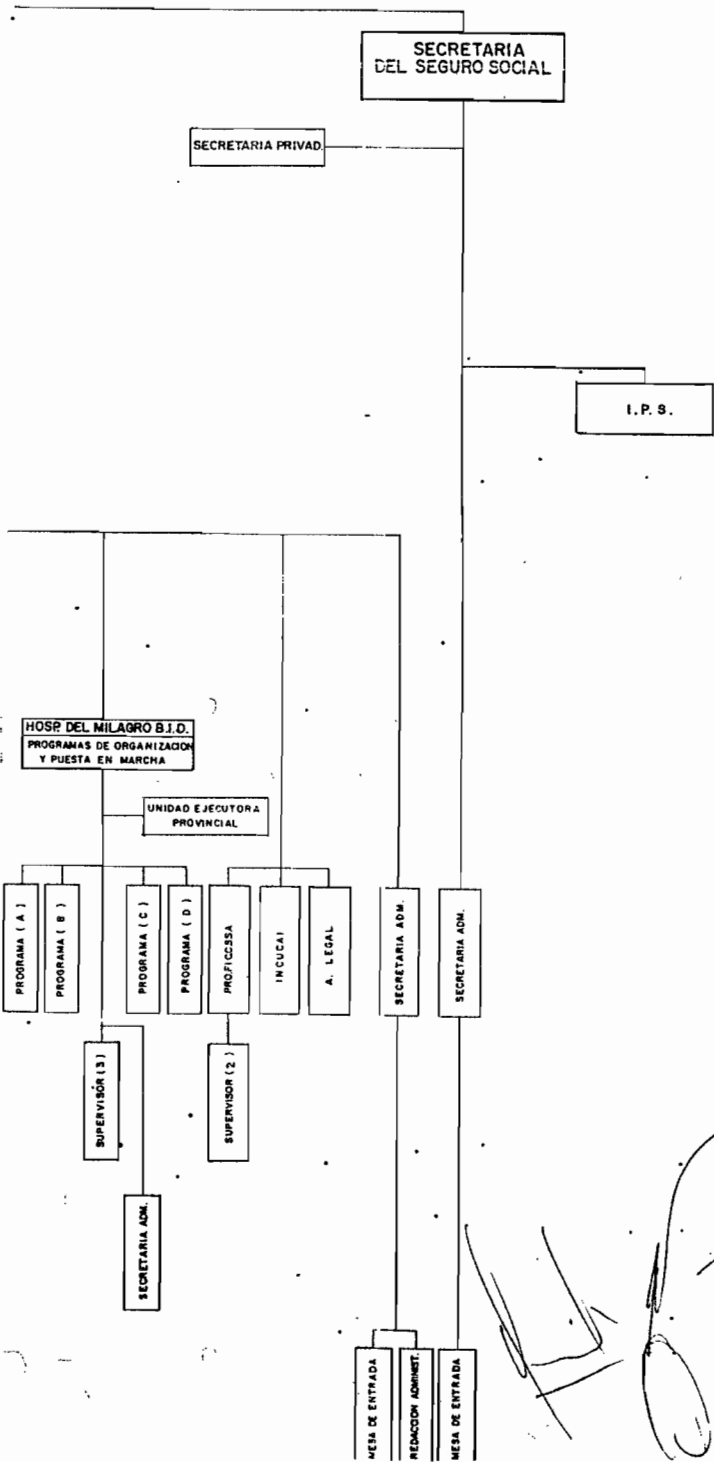 SECRETARIA
DEL SEGURO SOCIAL
SECRETARIA PRIVAD.
I. P. S.
HOSP. DEL MILAGRO B.I.D.
PROGRAMAS DE ORGANIZACION
Y PUESTA EN MARCHA
UNIDAD EJECUTORA
PROVINCIAL
PROGRAMA ( A )
PROGRAMA ( B )
PROGRAMA ( C )
PROGRAMA ( D )
PRO.FI.C.C.S.S.A
INCUCAI
A. LEGAL
SECRETARIA ADM.
SECRETARIA ADM.
SUPERVISOR ( 3 )
SUPERVISOR ( 2 )
SECRETARIA ADM.
MESA DE ENTRADA
REDACCION ADMINIST.
MESA DE ENTRADA